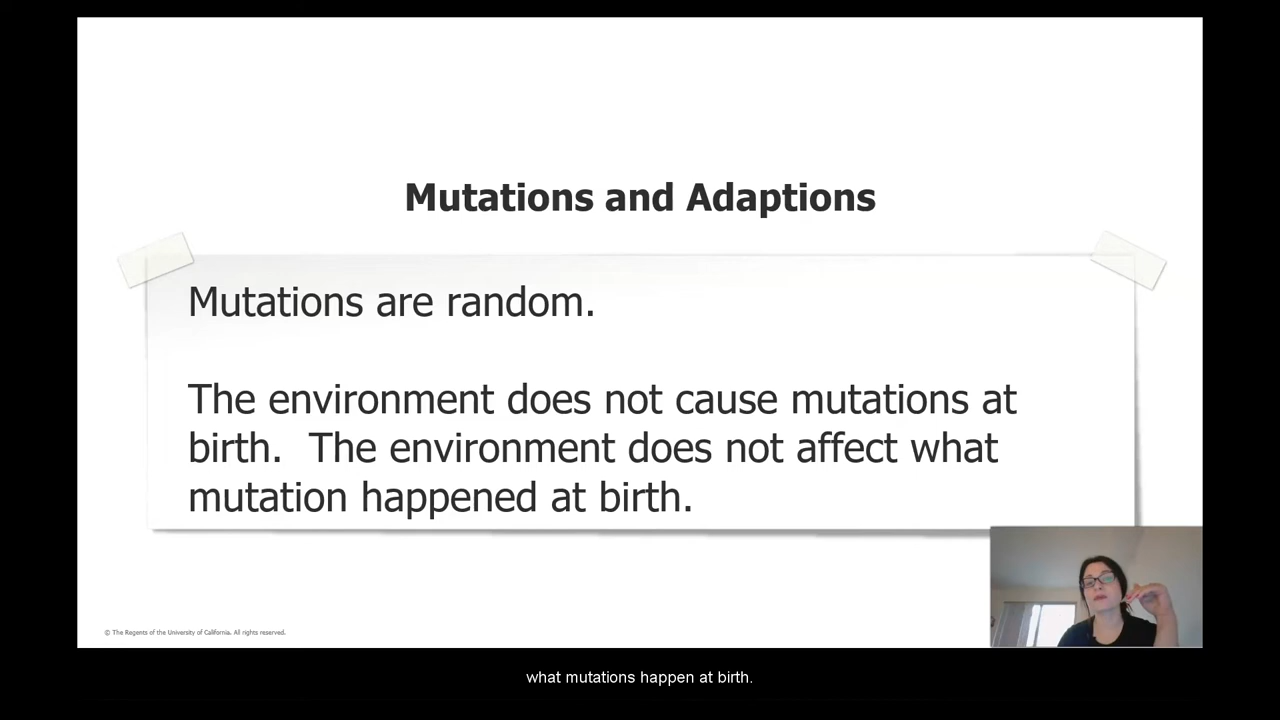 Mutations and Adaptions
Mutations are random.
The environment does not cause mutations at
birth.  The environment does not affect what
mutation happened at birth.
© The Regents of the University of California. All rights reserved.
what mutations happen at birth.